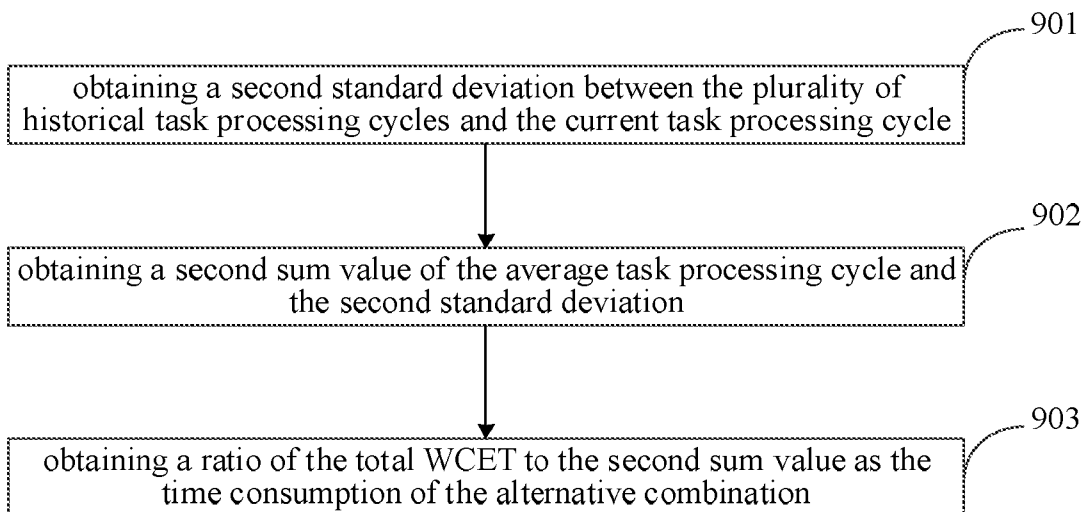 901
obtaining a second standard deviation between the plurality of
historical task processing cycles and the current task processing cycle
902
obtaining a second sum value of the average task processing cycle and
the second standard deviation
903
obtaining a ratio of the total WCET to the second sum value as the
time consumption of the alternative combination